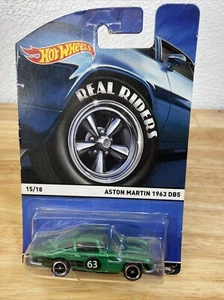 HOT WHEELS
REAL RIDERS
15/18
ASTON MARTIN 1963 DB5
63